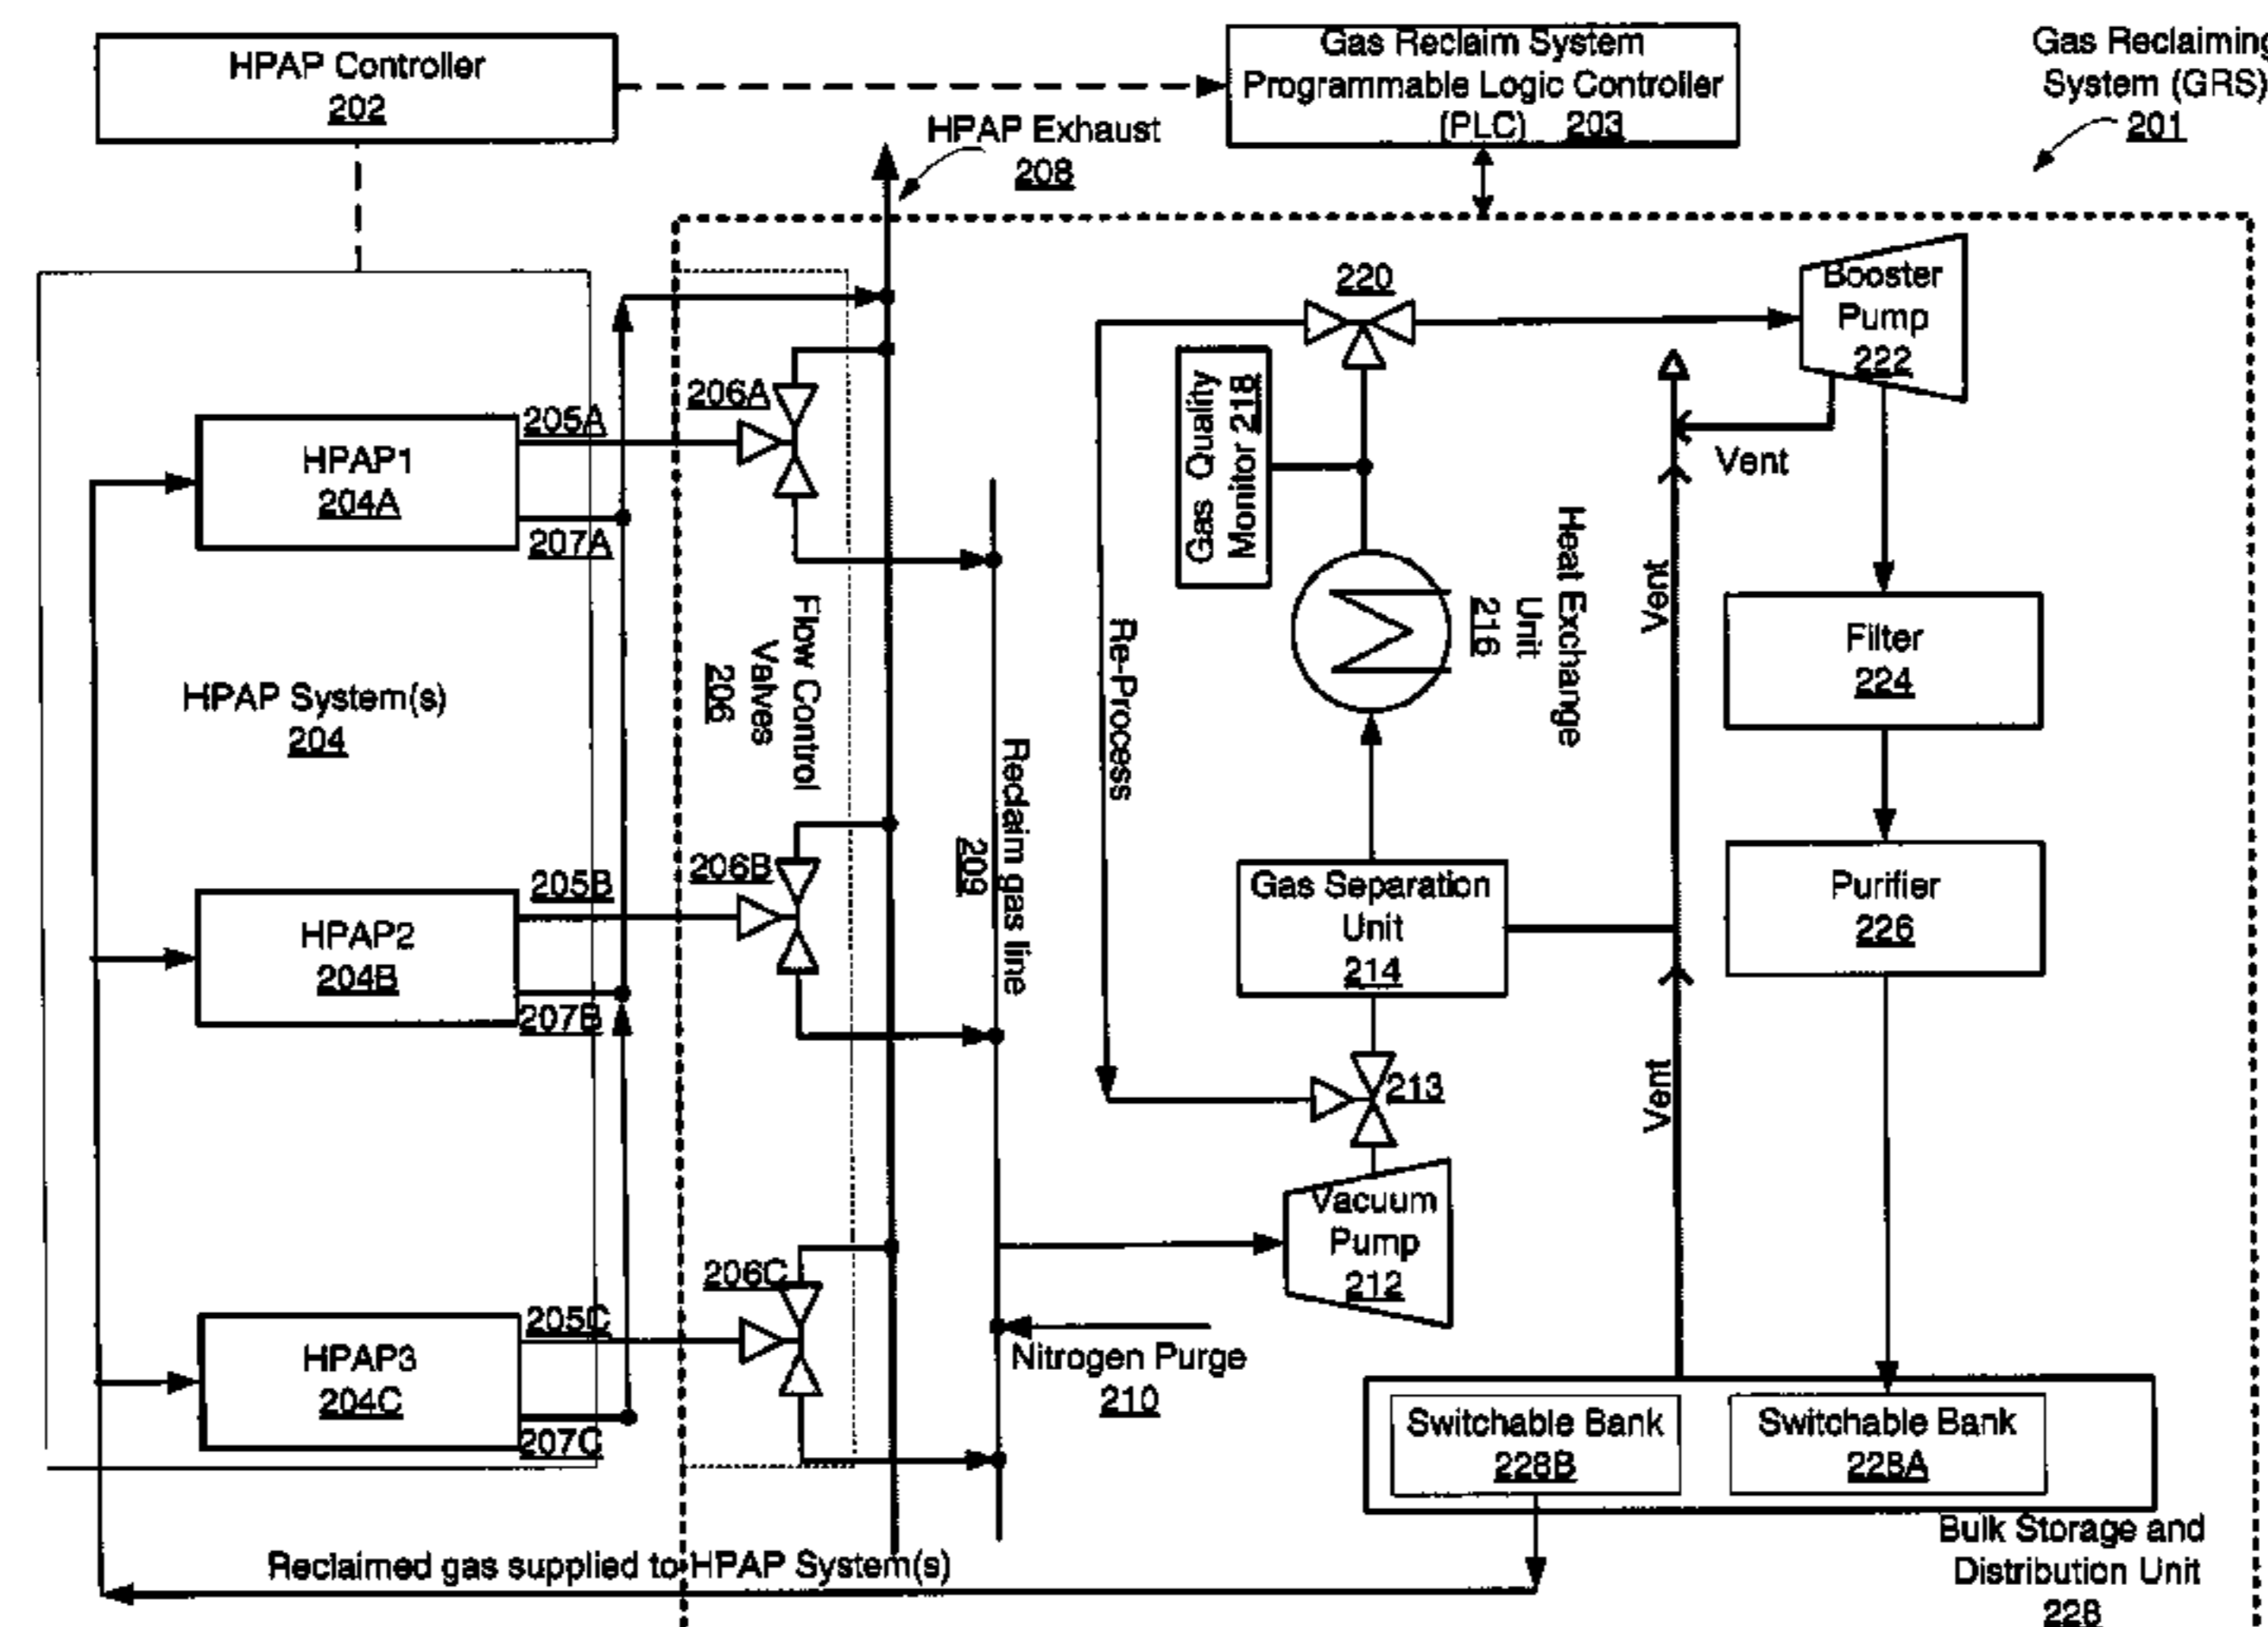 HPAP Controller
202
Gas Reclaim System
Programmable Logic Controller
(PLC) 203
Gas Reclaiming
System (GRS)
201
HPAP Exhaust
208
220
Booster
Pump
222
Gas Quality
Monitor 218
Vent
206A
205A
HPAP1
204A
207A
Heat Exchange
Unit
216
Vent
Filter
224
Flow Control
Valves
206
HPAP System(s)
204
Re-Process
Reclaim gas line
209
206B
205B
HPAP2
204B
207B
Gas Separation
Unit
214
Purifier
226
213
Vent
Vacuum
Pump
212
206C
205C
HPAP3
204C
207C
Nitrogen Purge
210
Switchable Bank
228B
Switchable Bank
228A
Bulk Storage and
Distribution Unit
228
Reclaimed gas supplied to HPAP System(s)